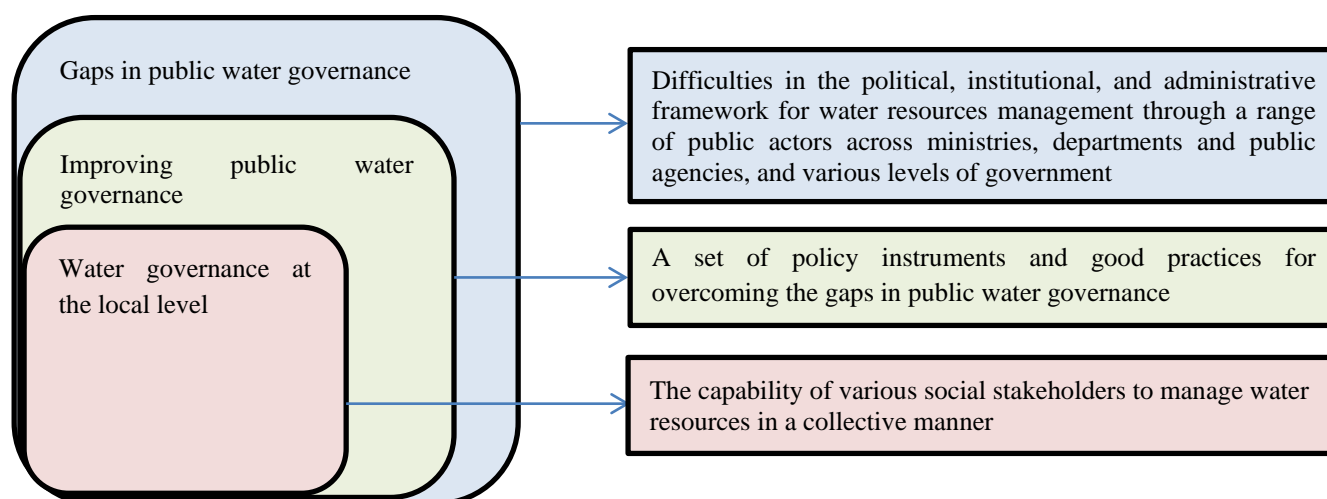 Gaps in public water governance
Difficulties in the political, institutional, and administrative
framework for water resources management through a range
of public actors across ministries, departments and public
agencies, and various levels of government
Improving public water
governance
A set of policy instruments and good practices for
overcoming the gaps in public water governance
Water governance at
the local level
The capability of various social stakeholders to manage water
resources in a collective manner